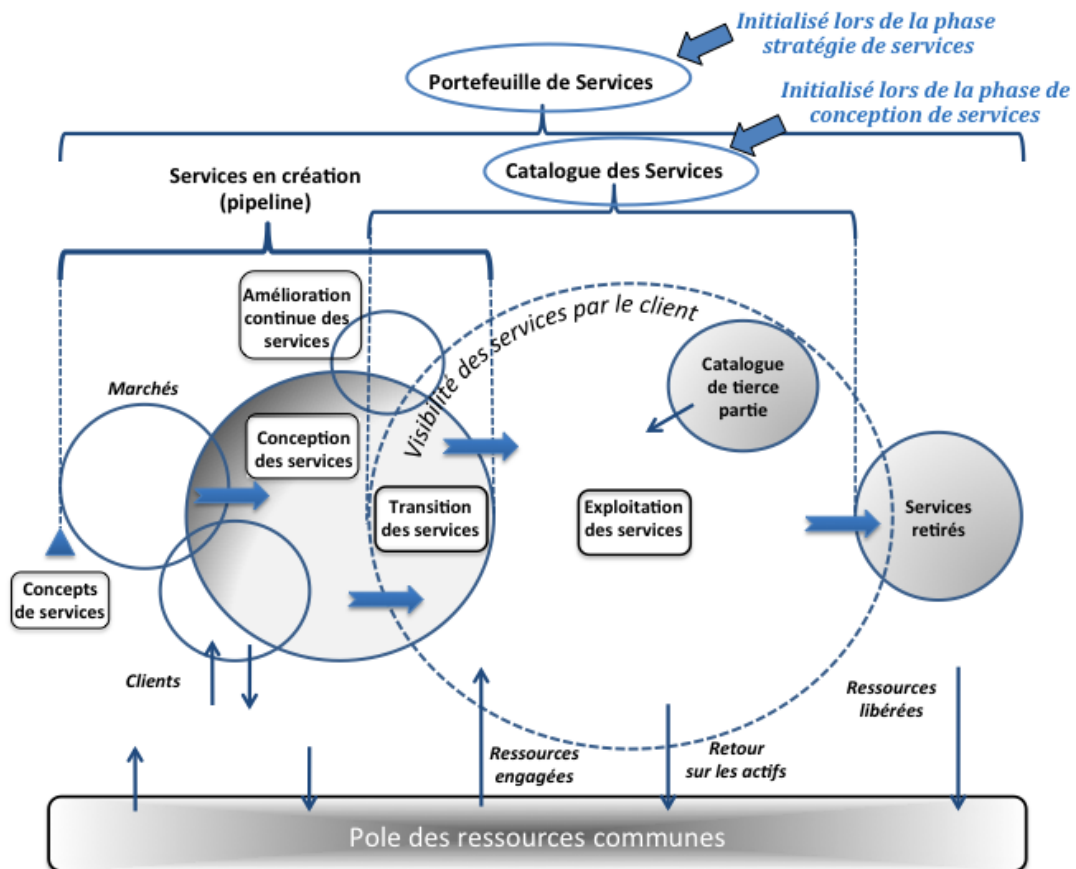 Initialisé lors de la phase
stratégie de services
Portefeuille de Services
Initialisé lors de la phase de
conception de services
Catalogue des Services
Services en création
(pipeline)
Amélioration
continue des
services
Visibilité des services par le client
Catalogue
de tierce
partie
Marchés
Conception
des services
Transition
des services
Exploitation
des services
Services
retirés
Concepts
de services
Clients
Ressources
engagées
Retour
sur les actifs
Ressources
libérées
Pole des ressources communes